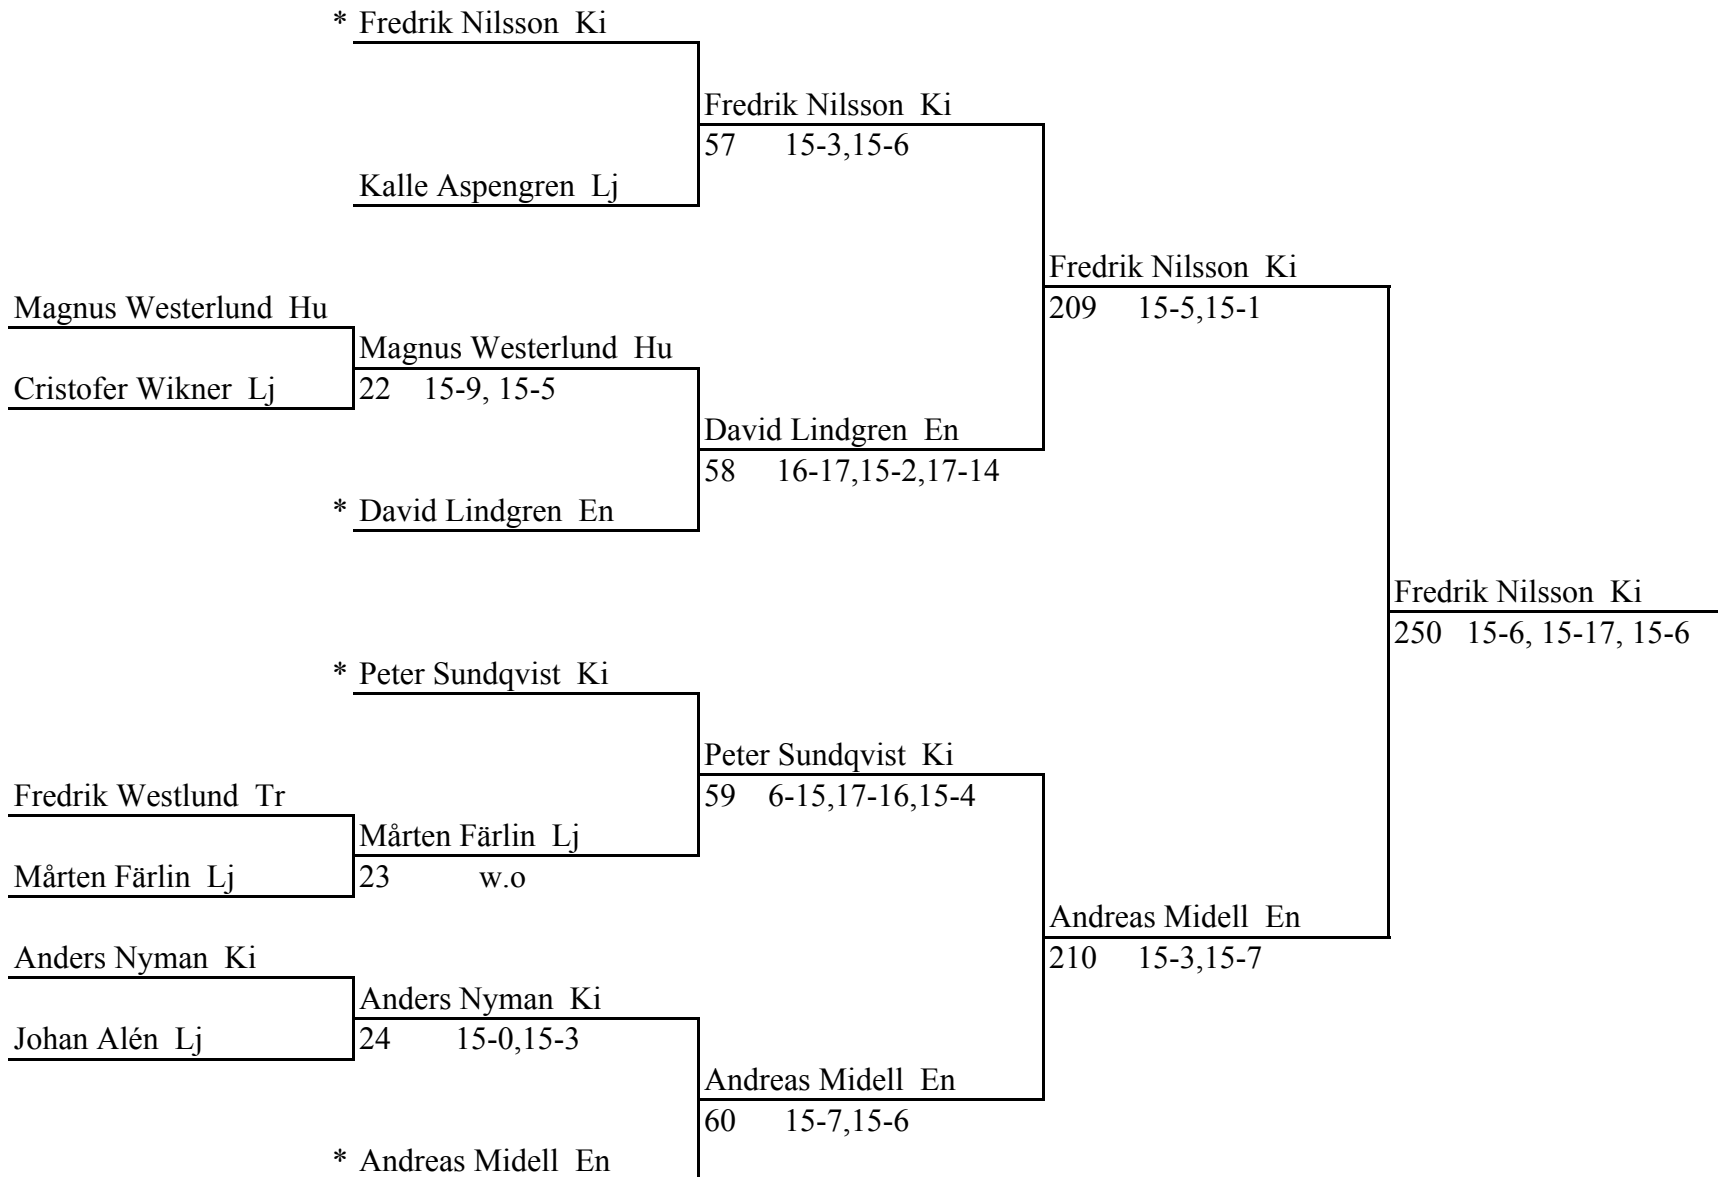 * Fredrik Nilsson Ki
Fredrik Nilsson Ki
57 15-3,15-6
Kalle Aspengren Lj
Fredrik Nilsson Ki
209 15-5,15-1
Magnus Westerlund Hu
Magnus Westerlund Hu
Cristofer Wikner Lj
22 15-9, 15-5
David Lindgren En
58 16-17,15-2,17-14
* David Lindgren En
Fredrik Nilsson Ki
250 15-6, 15-17, 15-6
* Peter Sundqvist Ki
Peter Sundqvist Ki
59 6-15,17-16,15-4
Fredrik Westlund Tr
Mårten Färlin Lj
Mårten Färlin Lj
23 w.o
Andreas Midell En
210 15-3,15-7
Anders Nyman Ki
Anders Nyman Ki
Johan Alén Lj
24 15-0,15-3
Andreas Midell En
60 15-7,15-6
* Andreas Midell En